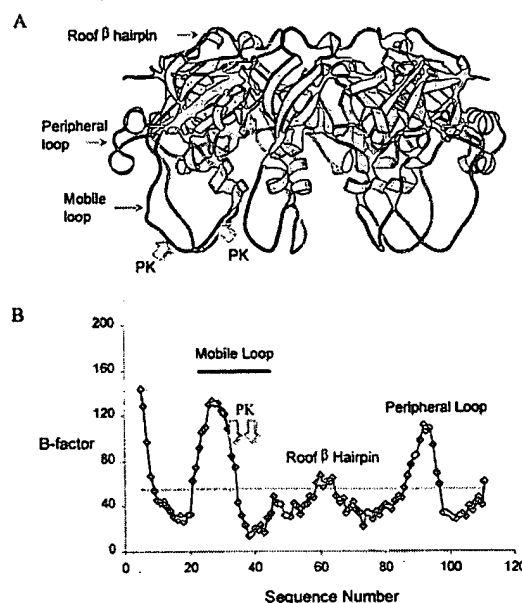 A
Roof β hairpin
Peripheral
loop
Mobile
loop
PK
PK
B
200
160
120
80
40
0
B-factor
Mobile Loop
PK
Roof β Hairpin
Peripheral Loop
0
20
40
60
80
100
120
Sequence Number